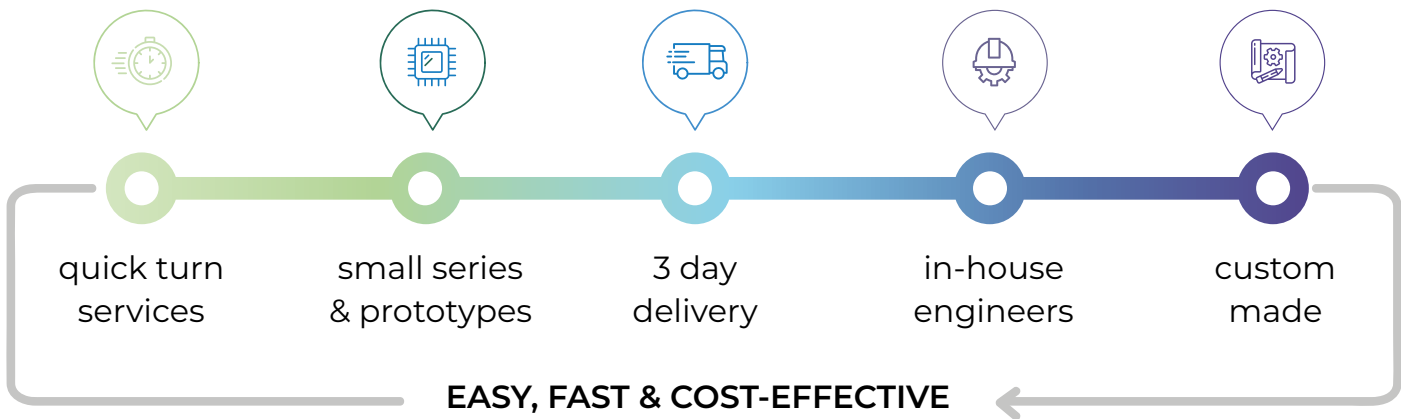 quick turn
services
small series
& prototypes
3 day
delivery
in-house
engineers
custom
made
EASY, FAST & COST-EFFECTIVE